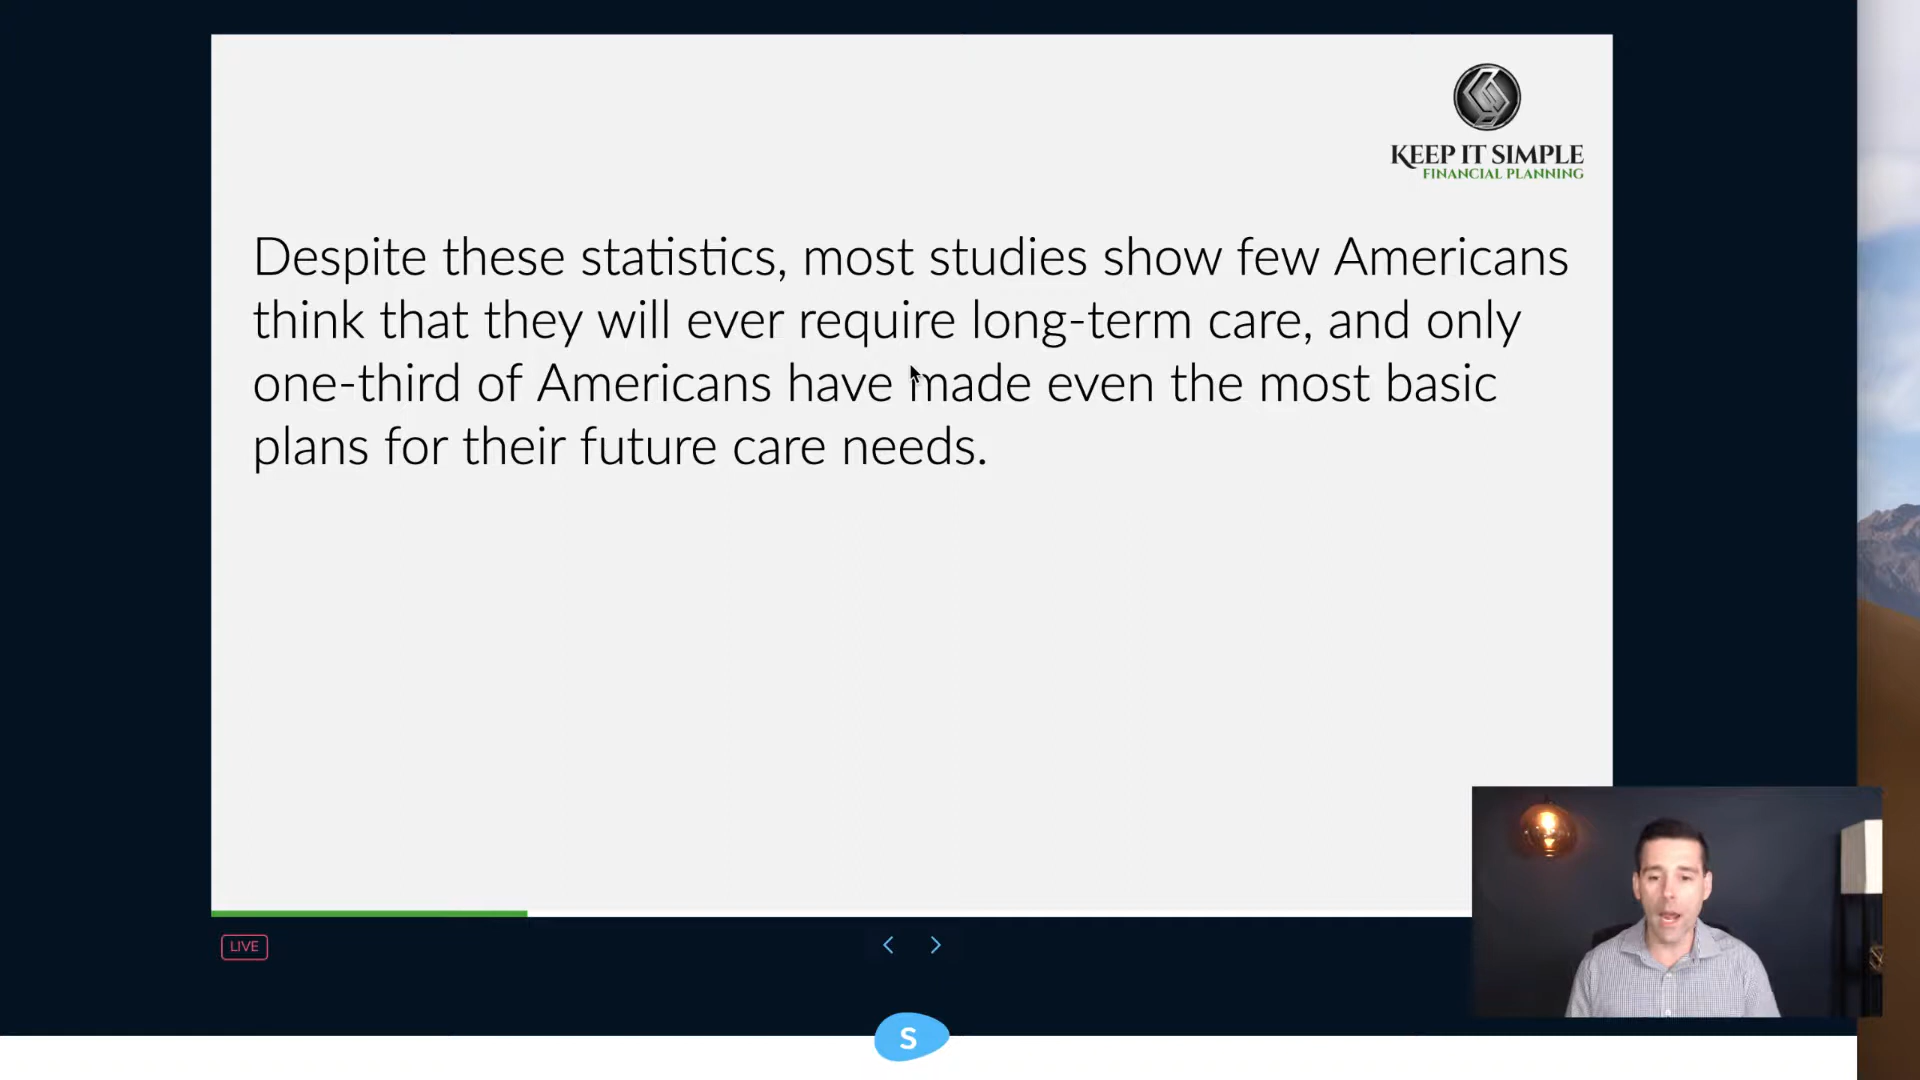 KEEP IT SIMPLE
FINANCIAL PLANNING
Despite these statistics, most studies show few Americans
think that they will ever require long-term care, and only
one-third of Americans have made even the most basic
plans for their future care needs.
LIVE
S